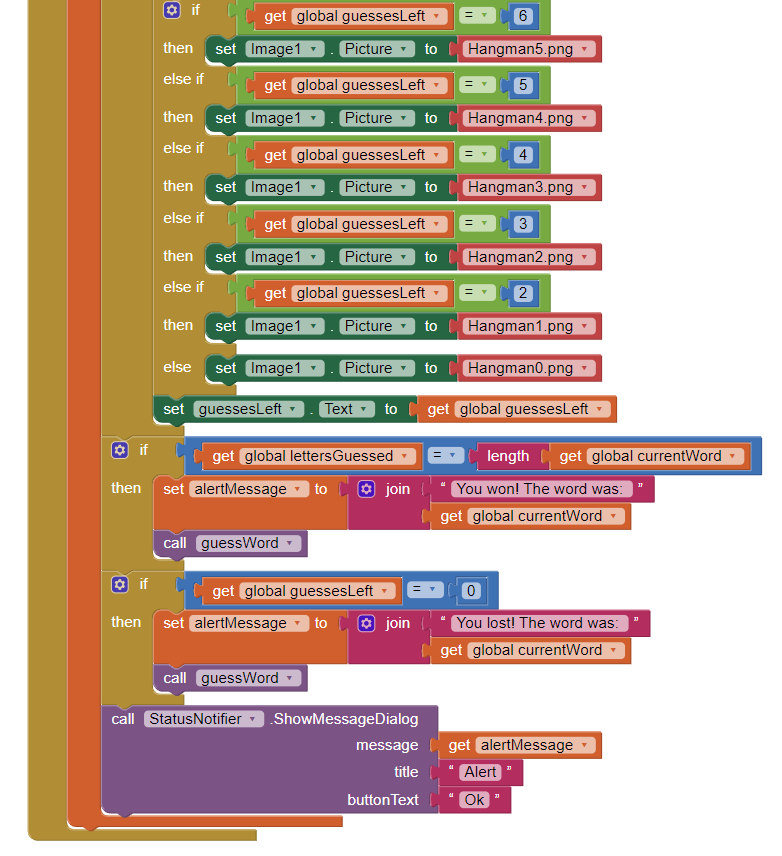 if get global guessesLeft = 6
then set Image1 . Picture to Hangman5.png
else if get global guessesLeft = 5
then set Image1 . Picture to Hangman4.png
else if get global guessesLeft = 4
then set Image1 . Picture to Hangman3.png
else if get global guessesLeft = 3
then set Image1 . Picture to Hangman2.png
else if get global guessesLeft = 2
then set Image1 . Picture to Hangman1.png
else set Image1 . Picture to Hangman0.png
set guessesLeft . Text to get global guessesLeft
if get global lettersGuessed = length get global currentWord
then set alertMessage to join “ You won! The word was: ”
get global currentWord
call guessWord
if get global guessesLeft = 0
then set alertMessage to join “ You lost! The word was: ”
get global currentWord
call guessWord
call StatusNotifier .ShowMessageDialog
message get alertMessage
title “ Alert ”
buttonText “ Ok ”